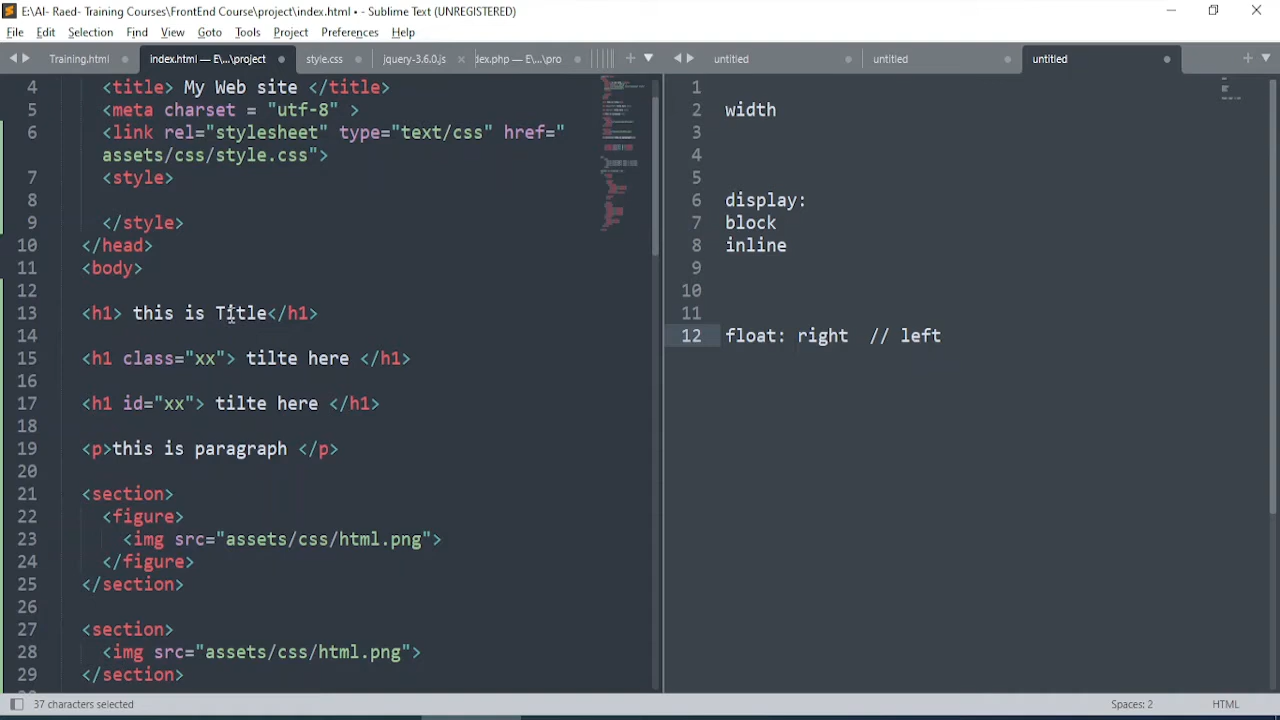 E:\AI- Raed- Training Courses\FrontEnd Course\project\index.html • - Sublime Text (UNREGISTERED)
File Edit Selection Find View Goto Tools Project Preferences Help
Training.html index.html — E\...\project style.css jquery-3.6.0.js dex.php — E\...\pro untitled untitled untitled
4 <title> My Web site </title>
5 <meta charset = "utf-8" >
6 <link rel="stylesheet" type="text/css" href="
assets/css/style.css">
7 <style>
8
9 </style>
10 </head>
11 <body>
12
13 <h1> this is Title</h1>
14
15 <h1 class="xx"> tilte here </h1>
16
17 <h1 id="xx"> tilte here </h1>
18
19 <p>this is paragraph </p>
20
21 <section>
22 <figure>
23 <img src="assets/css/html.png">
24 </figure>
25 </section>
26
27 <section>
28 <img src="assets/css/html.png">
29 </section>
1
2 width
3
4
5
6 display:
7 block
8 inline
9
10
11
12 float: right // left
37 characters selected Spaces: 2 HTML